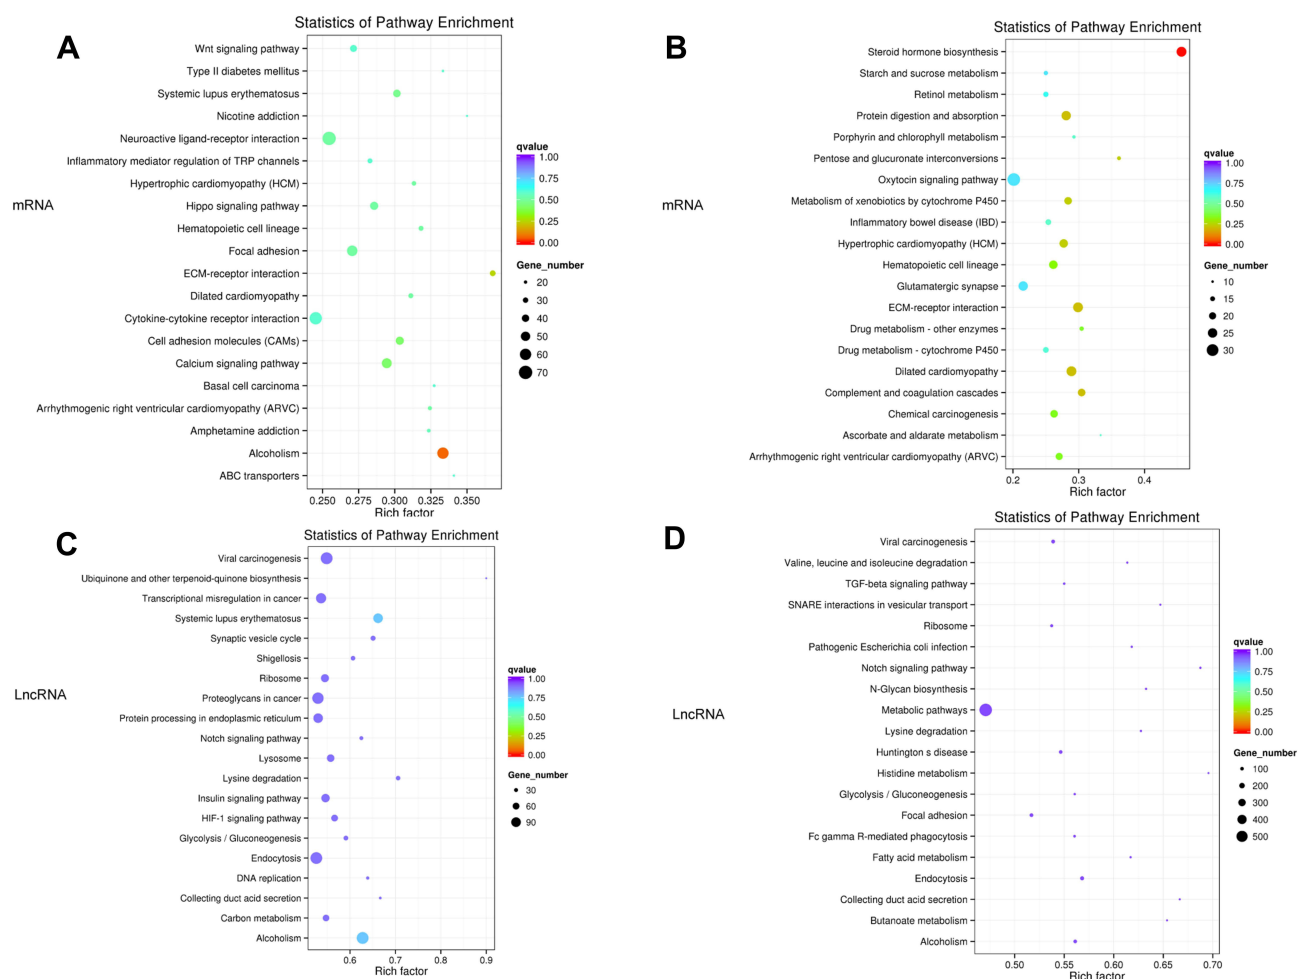 A
Statistics of Pathway Enrichment
mRNA
Wnt signaling pathway
Type II diabetes mellitus
Systemic lupus erythematosus
Nicotine addiction
Neuroactive ligand-receptor interaction
Inflammatory mediator regulation of TRP channels
Hypertrophic cardiomyopathy (HCM)
Hippo signaling pathway
Hematopoietic cell lineage
Focal adhesion
ECM-receptor interaction
Dilated cardiomyopathy
Cytokine-cytokine receptor interaction
Cell adhesion molecules (CAMs)
Calcium signaling pathway
Basal cell carcinoma
Arrhythmogenic right ventricular cardiomyopathy (ARVC)
Amphetamine addiction
Alcoholism
ABC transporters
0.250 0.275 0.300 0.325 0.350
Rich factor
qvalue
1.00
0.75
0.50
0.25
0.00
Gene_number
20
30
40
50
60
70
B
Statistics of Pathway Enrichment
mRNA
Steroid hormone biosynthesis
Starch and sucrose metabolism
Retinol metabolism
Protein digestion and absorption
Porphyrin and chlorophyll metabolism
Pentose and glucuronate interconversions
Oxytocin signaling pathway
Metabolism of xenobiotics by cytochrome P450
Inflammatory bowel disease (IBD)
Hypertrophic cardiomyopathy (HCM)
Hematopoietic cell lineage
Glutamatergic synapse
ECM-receptor interaction
Drug metabolism - other enzymes
Drug metabolism - cytochrome P450
Dilated cardiomyopathy
Complement and coagulation cascades
Chemical carcinogenesis
Ascorbate and aldarate metabolism
Arrhythmogenic right ventricular cardiomyopathy (ARVC)
0.2 0.3 0.4
Rich factor
qvalue
1.00
0.75
0.50
0.25
0.00
Gene_number
10
15
20
25
30
C
Statistics of Pathway Enrichment
LncRNA
Viral carcinogenesis
Ubiquinone and other terpenoid-quinone biosynthesis
Transcriptional misregulation in cancer
Systemic lupus erythematosus
Synaptic vesicle cycle
Shigellosis
Ribosome
Proteoglycans in cancer
Protein processing in endoplasmic reticulum
Notch signaling pathway
Lysosome
Lysine degradation
Insulin signaling pathway
HIF-1 signaling pathway
Glycolysis / Gluconeogenesis
Endocytosis
DNA replication
Collecting duct acid secretion
Carbon metabolism
Alcoholism
0.6 0.7 0.8 0.9
Rich factor
qvalue
1.00
0.75
0.50
0.25
0.00
Gene_number
30
60
90
D
Statistics of Pathway Enrichment
LncRNA
Viral carcinogenesis
Valine, leucine and isoleucine degradation
TGF-beta signaling pathway
SNARE interactions in vesicular transport
Ribosome
Pathogenic Escherichia coli infection
Notch signaling pathway
N-Glycan biosynthesis
Metabolic pathways
Lysine degradation
Huntington s disease
Histidine metabolism
Glycolysis / Gluconeogenesis
Focal adhesion
Fc gamma R-mediated phagocytosis
Fatty acid metabolism
Endocytosis
Collecting duct acid secretion
Butanoate metabolism
Alcoholism
0.50 0.55 0.60 0.65 0.70
Rich factor
qvalue
1.00
0.75
0.50
0.25
0.00
Gene_number
100
200
300
400
500